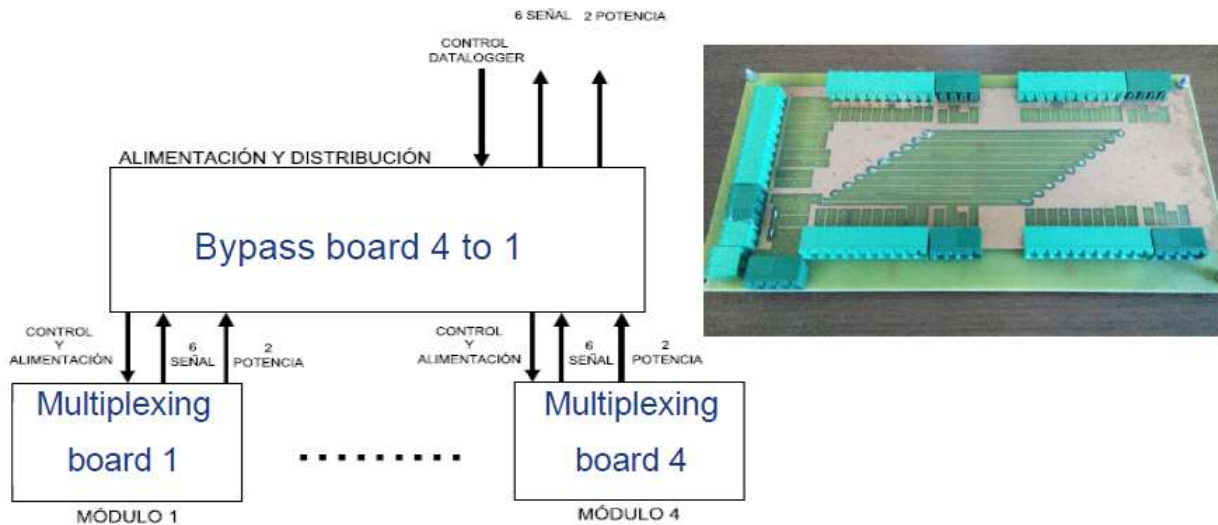 6 SEÑAL 2 POTENCIA
CONTROL
DATALOGGER
ALIMENTACIÓN Y DISTRIBUCIÓN
Bypass board 4 to 1
CONTROL
Y
ALIMENTACIÓN
6
SEÑAL
2
POTENCIA
CONTROL
Y
ALIMENTACIÓN
6
SEÑAL
2
POTENCIA
Multiplexing
board 1
Multiplexing
board 4
MÓDULO 1
MÓDULO 4